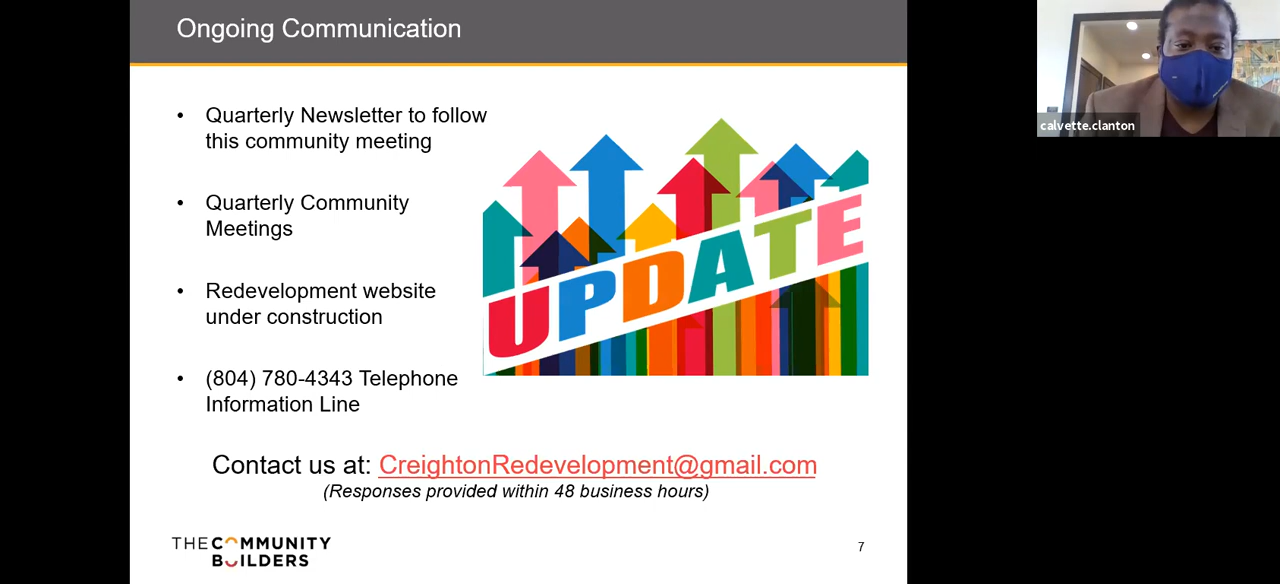 Ongoing Communication
• Quarterly Newsletter to follow
this community meeting
• Quarterly Community
Meetings
• Redevelopment website
under construction
• (804) 780-4343 Telephone
Information Line
UPDATE
Contact us at: CreightonRedevelopment@gmail.com
(Responses provided within 48 business hours)
THE COMMUNITY
BUILDERS
7
calvette.clanton